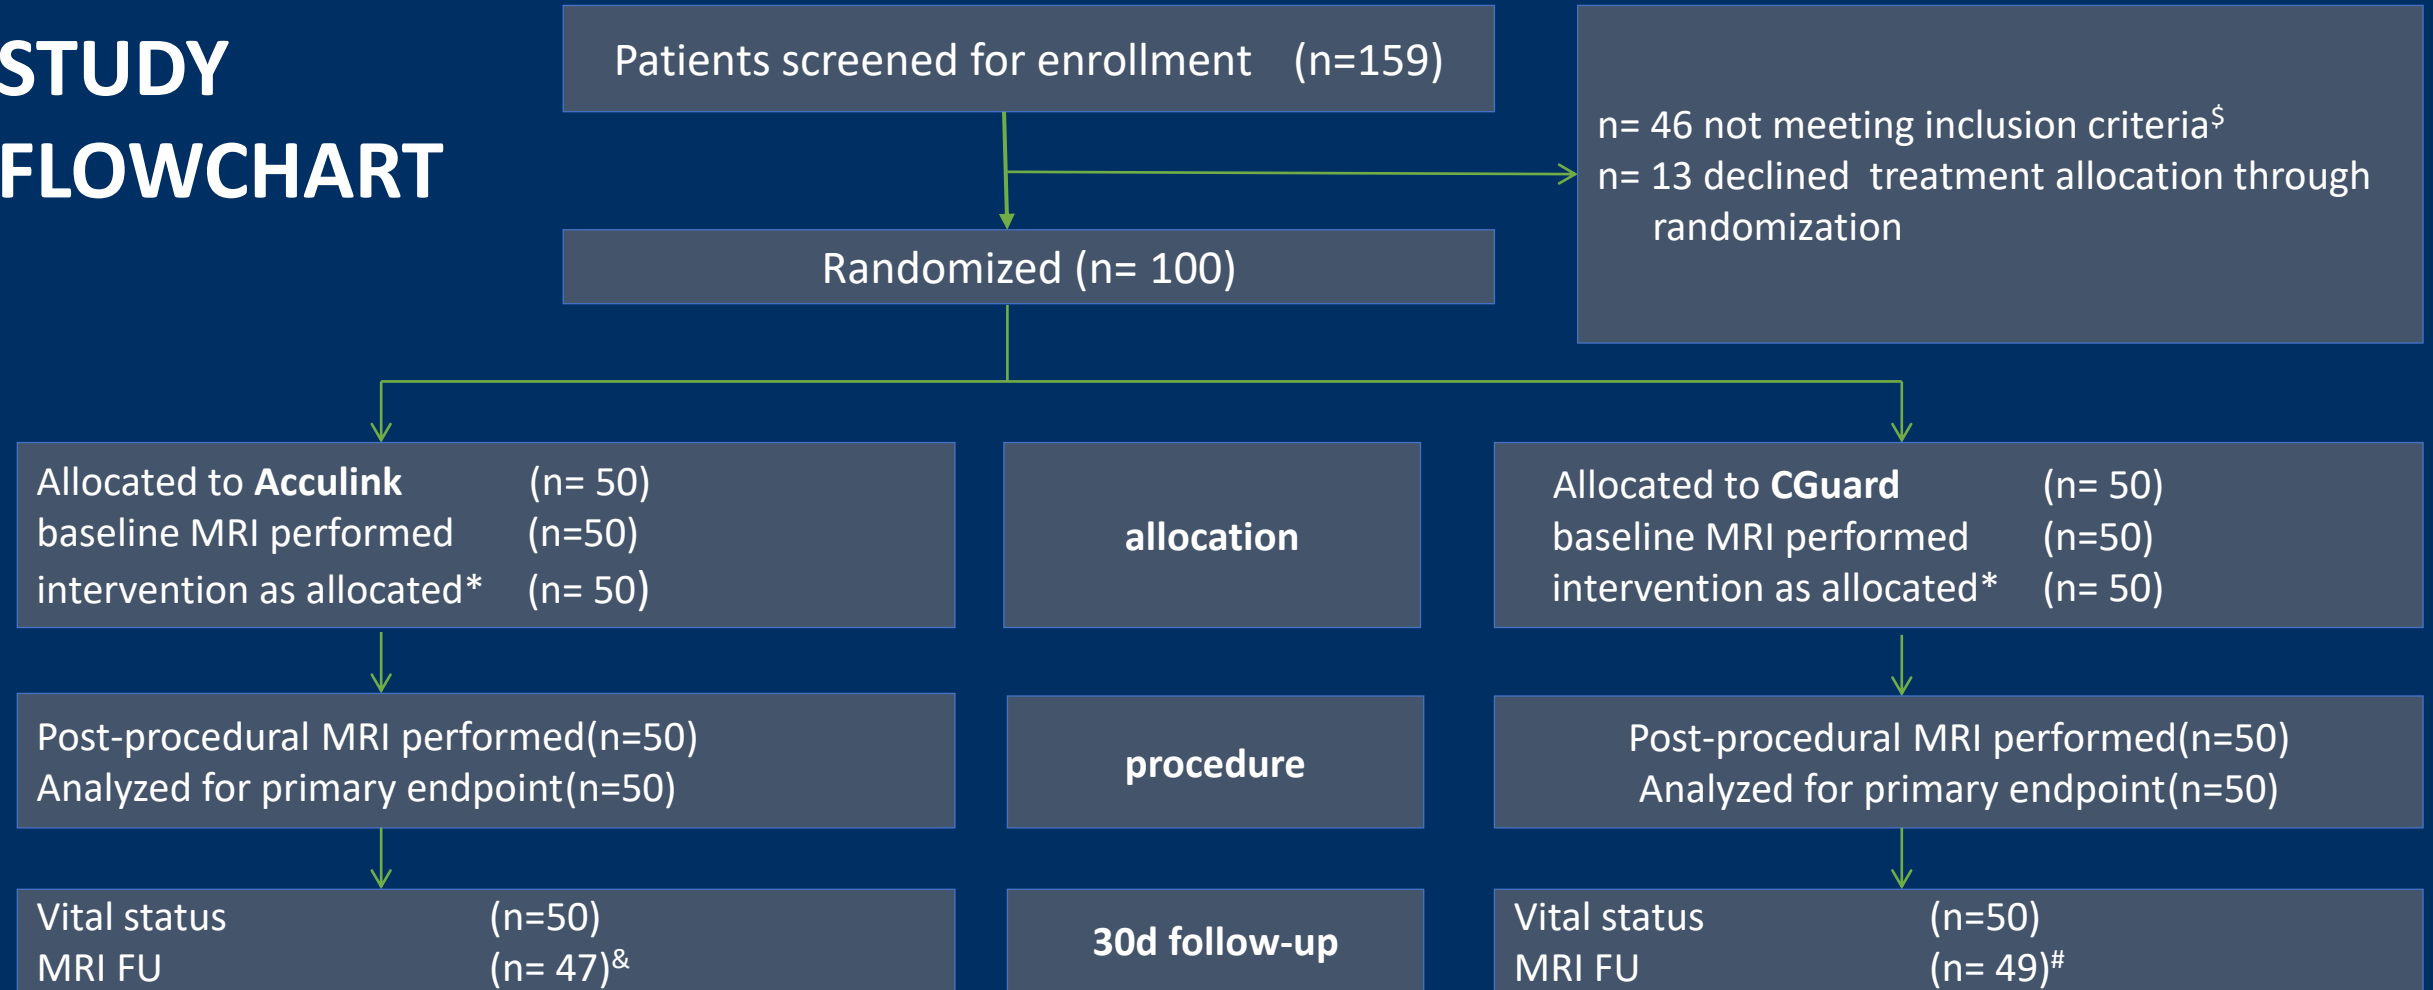 STUDY
FLOWCHART
Patients screened for enrollment (n=159)
n= 46 not meeting inclusion criteria$
n= 13 declined treatment allocation through
randomization
Randomized (n= 100)
Allocated to Acculink (n= 50)
baseline MRI performed (n=50)
intervention as allocated* (n= 50)
allocation
Allocated to CGuard (n= 50)
baseline MRI performed (n=50)
intervention as allocated* (n= 50)
Post-procedural MRI performed(n=50)
Analyzed for primary endpoint(n=50)
procedure
Post-procedural MRI performed(n=50)
Analyzed for primary endpoint(n=50)
Vital status (n=50)
MRI FU (n= 47)&
30d follow-up
Vital status (n=50)
MRI FU (n= 49)#